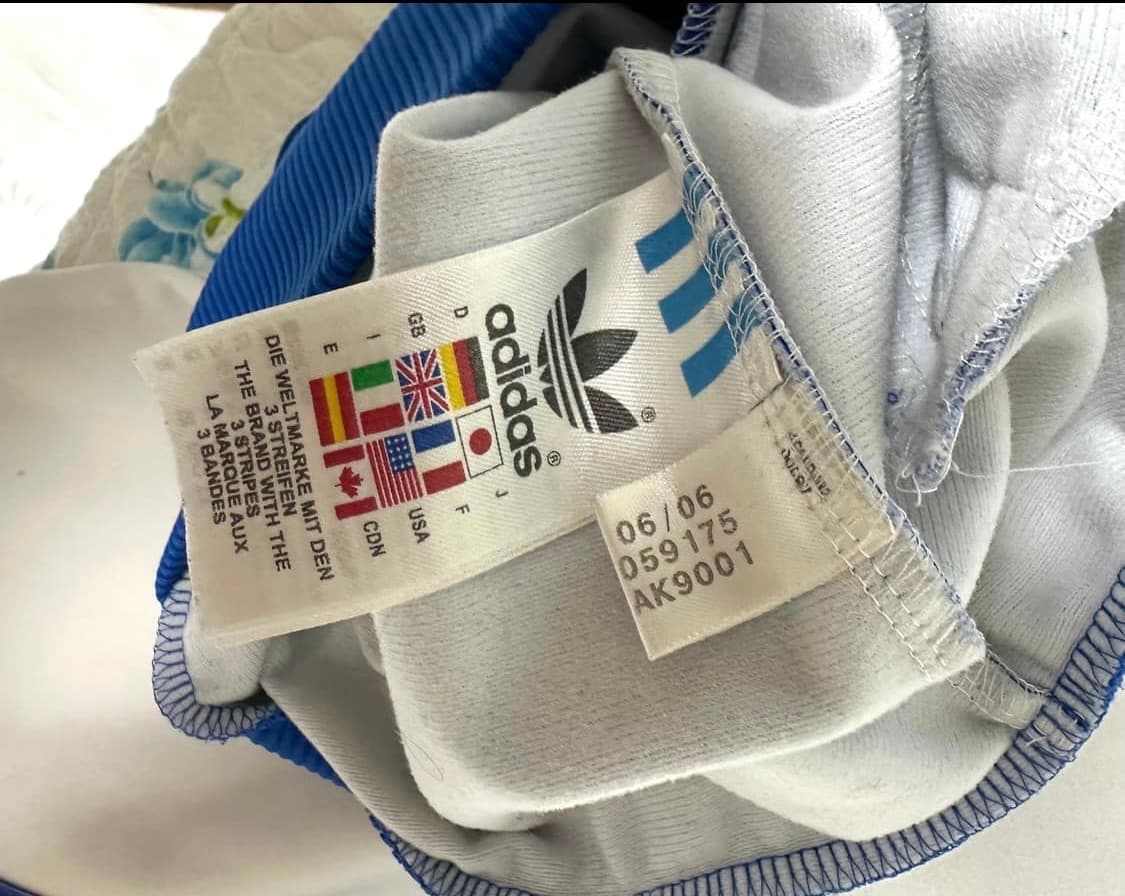 adidas®
®
D
J
GB
F
I
USA
E
CDN
DIE WELTMARKE MIT DEN
3 STREIFEN
THE BRAND WITH THE
3 STRIPES
LA MARQUE AUX
3 BANDES
06/06
059175
AK9001